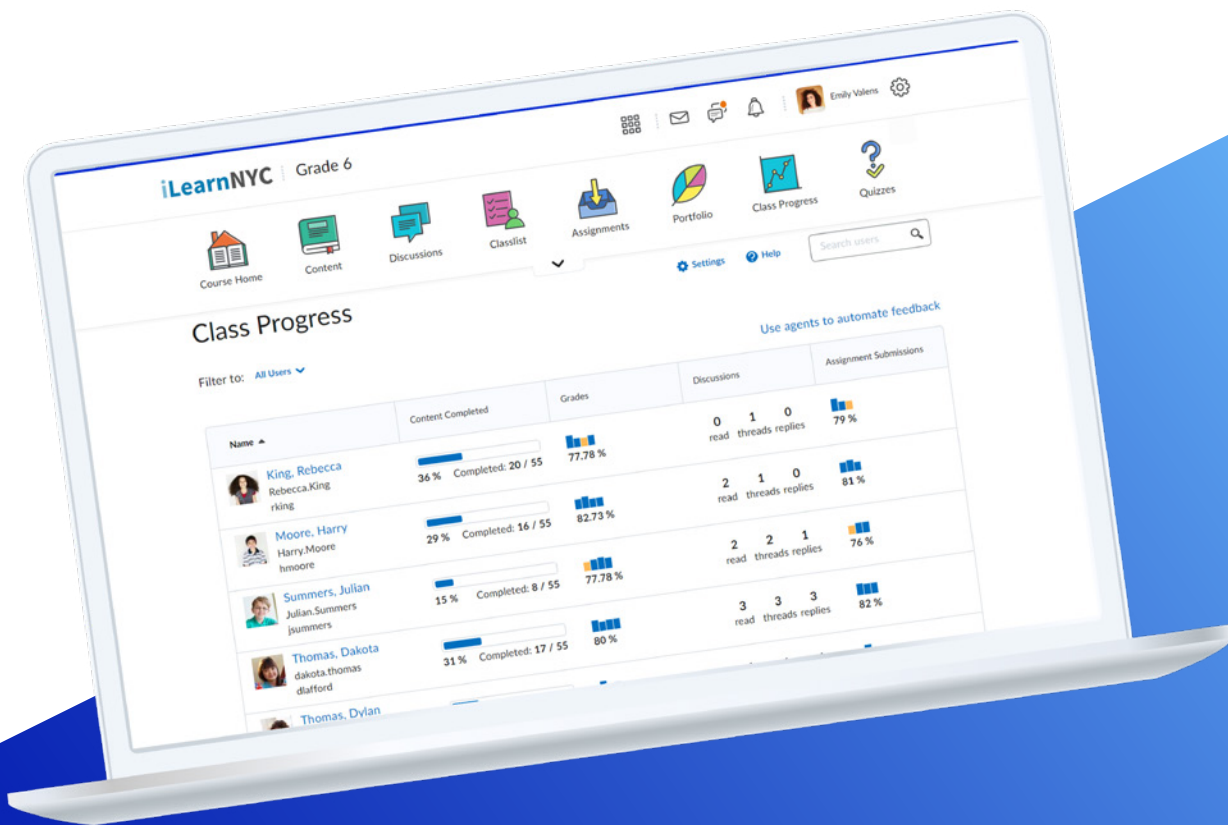 iLearnNYC Grade 6
Emily Valens
Course Home
Content
Discussions
Classlist
Assignments
Portfolio
Class Progress
Quizzes
Settings
Help
Search users
Class Progress
Use agents to automate feedback
Filter to: All Users
Name
Content Completed
Grades
Discussions
Assignment Submissions
King, Rebecca
Rebecca.King
rking
36 % Completed: 20 / 55
77.78 %
0 1 0
read threads replies
79 %
Moore, Harry
Harry.Moore
hmoore
29 % Completed: 16 / 55
82.73 %
2 1 0
read threads replies
81 %
Summers, Julian
Julian.Summers
jsummers
15 % Completed: 8 / 55
77.78 %
2 2 1
read threads replies
76 %
Thomas, Dakota
dakota.thomas
dlafford
31 % Completed: 17 / 55
80 %
3 3 3
read threads replies
82 %
Thomas, Dylan